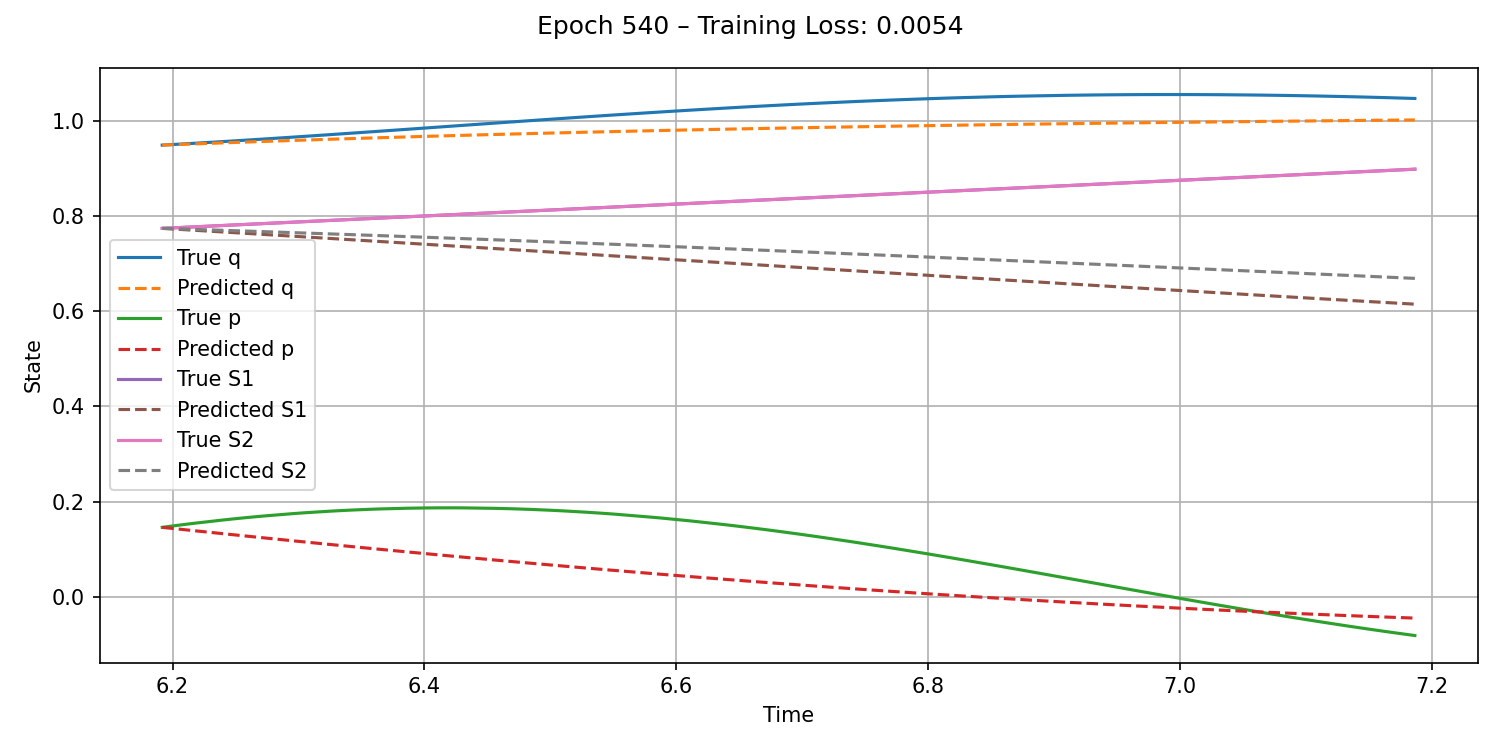 Epoch 540 – Training Loss: 0.0054
1.0
0.8
0.6
0.4
0.2
0.0
State
True q
Predicted q
True p
Predicted p
True S1
Predicted S1
True S2
Predicted S2
6.2 6.4 6.6 6.8 7.0 7.2
Time